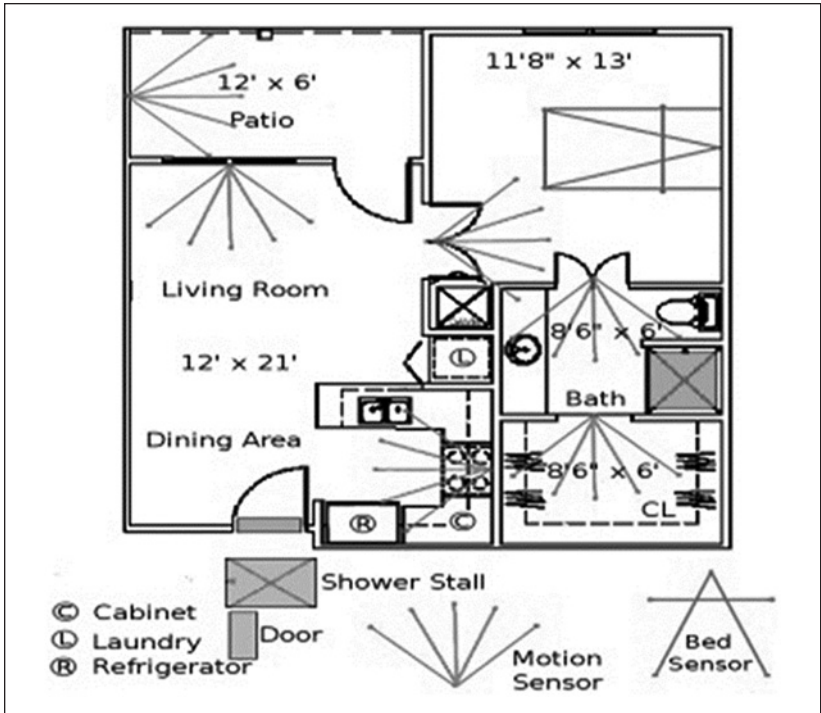 12' x 6'
Patio
11'8" x 13'
Living Room
12' x 21'
L
8'6" x 6'
Bath
Dining Area
8'6" x 6'
CL
R
C
Shower Stall
C Cabinet
L Laundry
R Refrigerator
Door
Motion
Sensor
Bed
Sensor